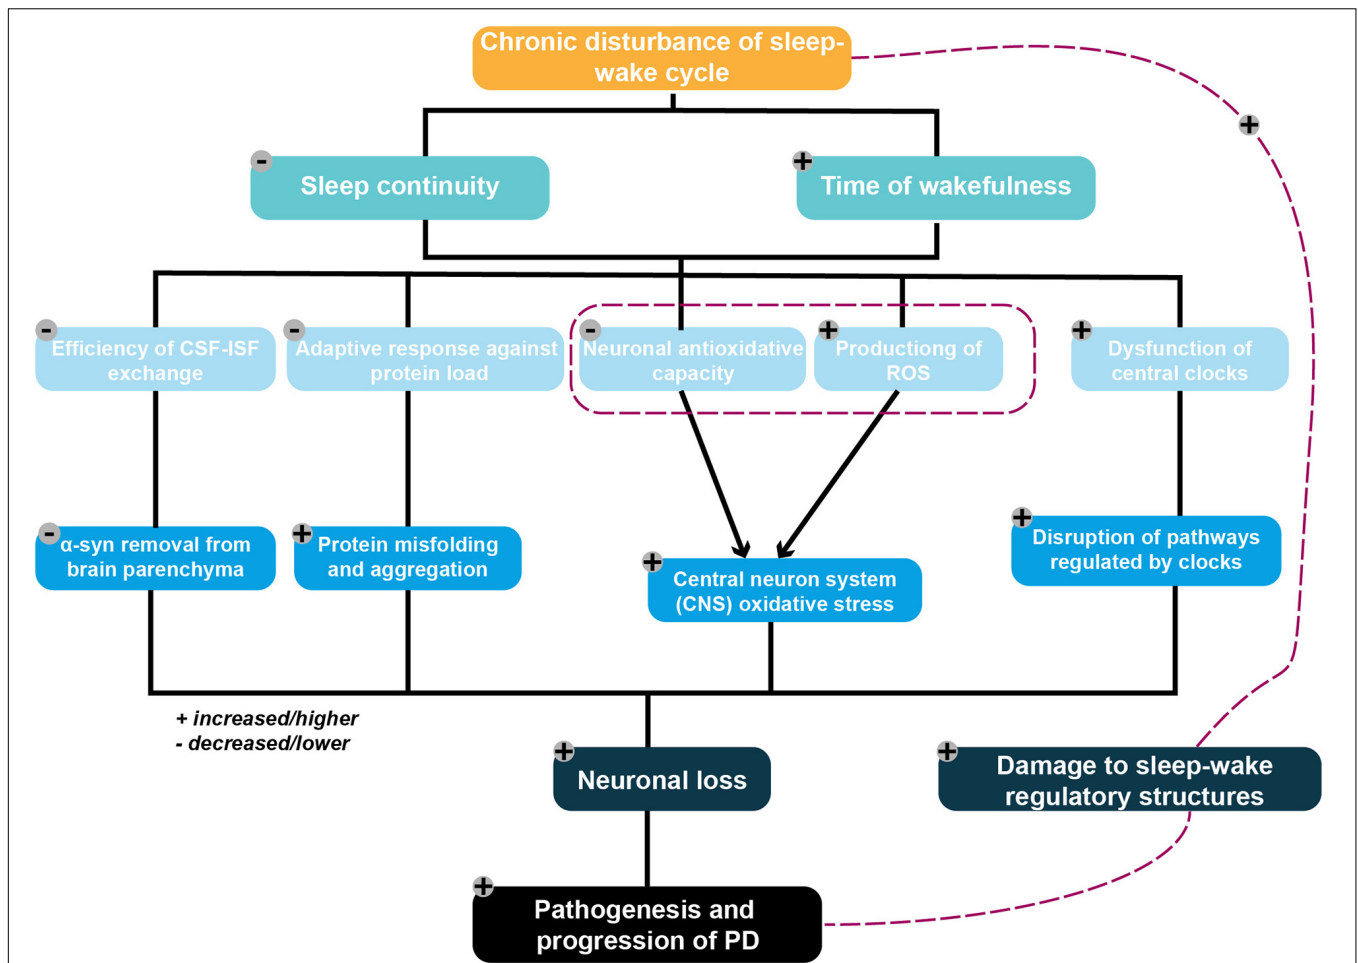 Chronic disturbance of sleep-
wake cycle
+
-
Sleep continuity
+
Time of wakefulness
-
Efficiency of CSF-ISF
exchange
-
Adaptive response against
protein load
-
Neuronal antioxidative
capacity
+
Productiong of
ROS
+
Dysfunction of
central clocks
-
α-syn removal from
brain parenchyma
+
Protein misfolding
and aggregation
+
Central neuron system
(CNS) oxidative stress
+
Disruption of pathways
regulated by clocks
+ increased/higher
- decreased/lower
+
Neuronal loss
+
Damage to sleep-wake
regulatory structures
+
Pathogenesis and
progression of PD